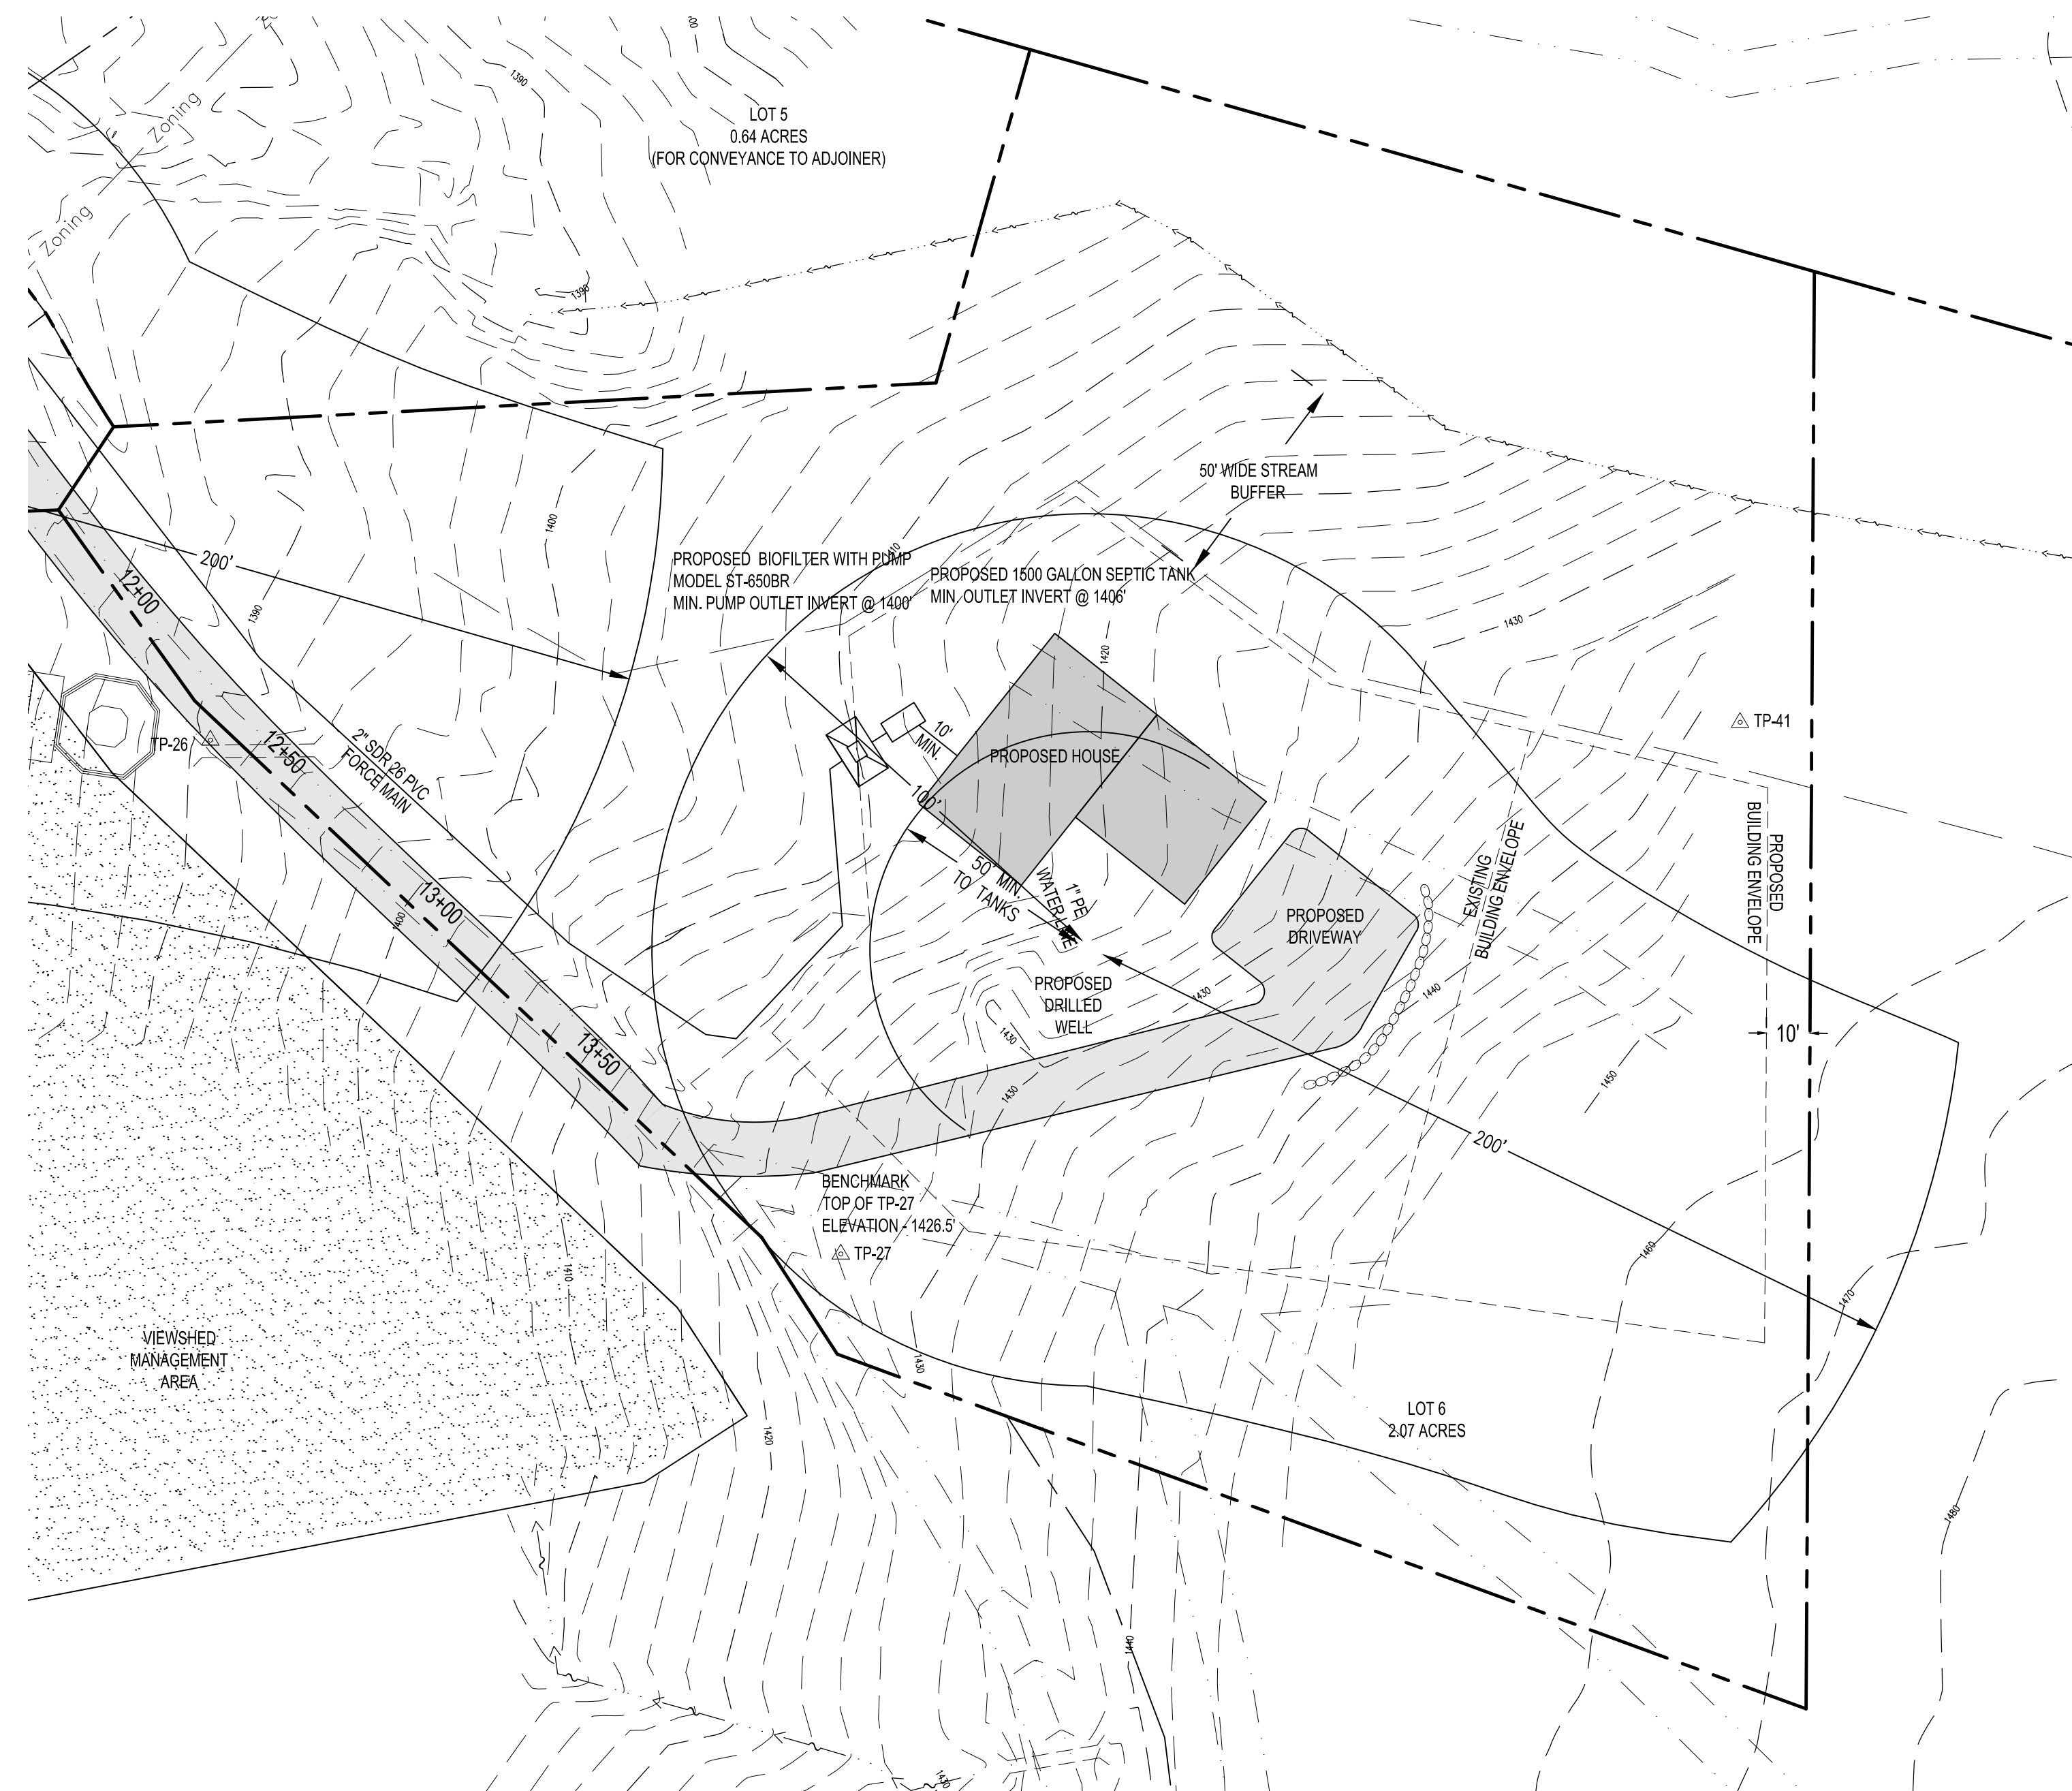 00
1390
Zoning
Zoning
LOT 5
0.64 ACRES
(FOR CONVEYANCE TO ADJOINER)
1390
50' WIDE STREAM
BUFFER
1400
200'
1410
PROPOSED BIOFILTER WITH PUMP
MODEL ST-650BR
MIN. PUMP OUTLET INVERT @ 1400'
PROPOSED 1500 GALLON SEPTIC TANK
MIN. OUTLET INVERT @ 1406'
12+00
1390
1430
1420
TP-41
TP-26
12+50
2" SDR 26 PVC
FORCE MAIN
10'
MIN.
PROPOSED HOUSE
100'
50' MIN.
TO TANKS
1" PE
WATER LINE
PROPOSED
DRIVEWAY
EXISTING
BUILDING ENVELOPE
PROPOSED
BUILDING ENVELOPE
13+00
1400
PROPOSED
DRILLED
WELL
1430
1440
1430
10'
13+50
1430
1450
200'
BENCHMARK
TOP OF TP-27
ELEVATION - 1426.5'
TP-27
1460
1410
1470
VIEWSHED
MANAGEMENT
AREA
1430
LOT 6
2.07 ACRES
1420
1480
1440
1430